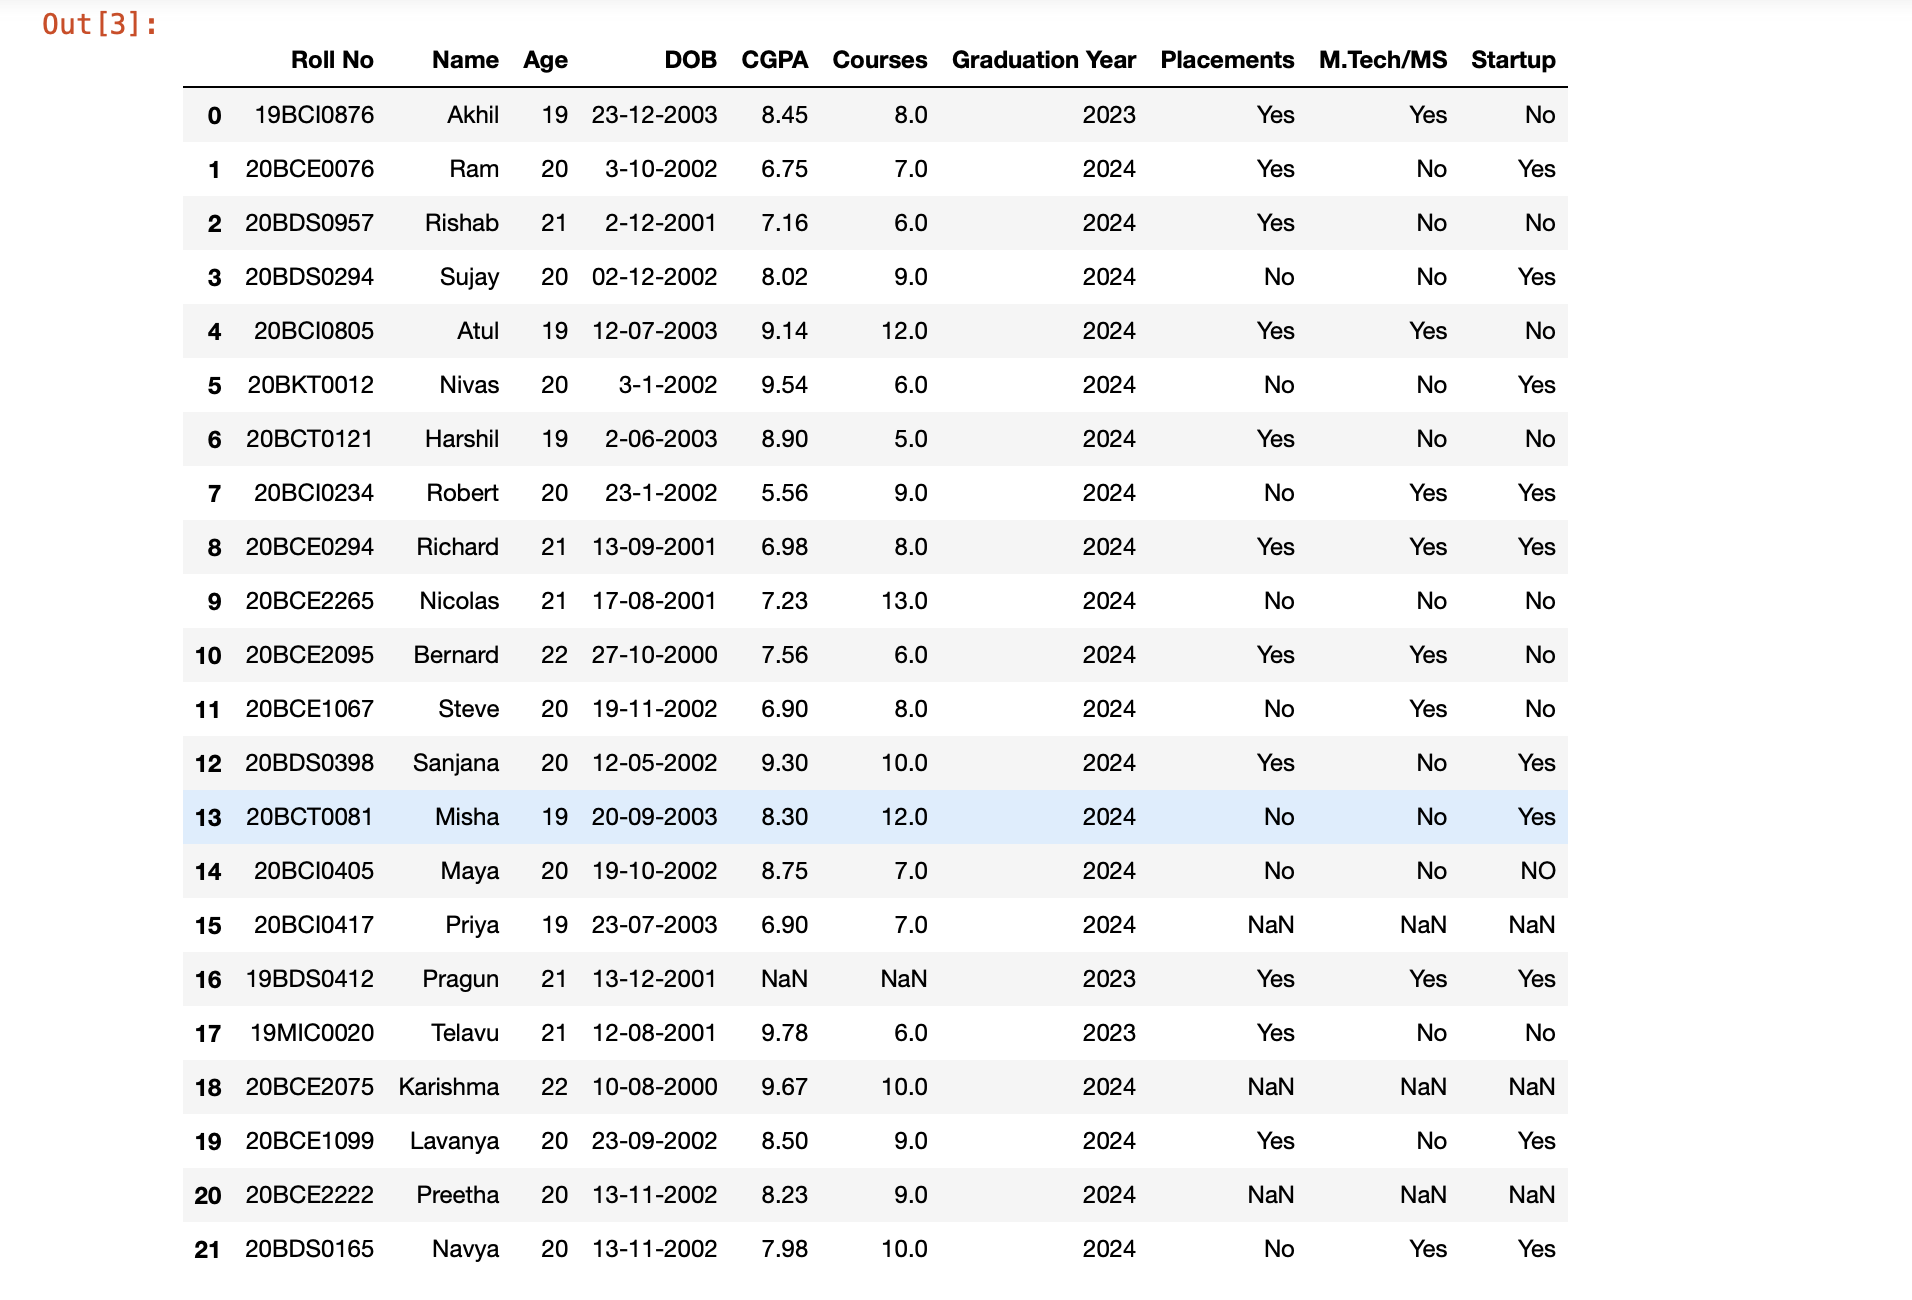 Out[3]:
Roll No Name Age DOB CGPA Courses Graduation Year Placements M.Tech/MS Startup
0 19BCI0876 Akhil 19 23-12-2003 8.45 8.0 2023 Yes Yes No
1 20BCE0076 Ram 20 3-10-2002 6.75 7.0 2024 Yes No Yes
2 20BDS0957 Rishab 21 2-12-2001 7.16 6.0 2024 Yes No No
3 20BDS0294 Sujay 20 02-12-2002 8.02 9.0 2024 No No Yes
4 20BCI0805 Atul 19 12-07-2003 9.14 12.0 2024 Yes Yes No
5 20BKT0012 Nivas 20 3-1-2002 9.54 6.0 2024 No No Yes
6 20BCT0121 Harshil 19 2-06-2003 8.90 5.0 2024 Yes No No
7 20BCI0234 Robert 20 23-1-2002 5.56 9.0 2024 No Yes Yes
8 20BCE0294 Richard 21 13-09-2001 6.98 8.0 2024 Yes Yes Yes
9 20BCE2265 Nicolas 21 17-08-2001 7.23 13.0 2024 No No No
10 20BCE2095 Bernard 22 27-10-2000 7.56 6.0 2024 Yes Yes No
11 20BCE1067 Steve 20 19-11-2002 6.90 8.0 2024 No Yes No
12 20BDS0398 Sanjana 20 12-05-2002 9.30 10.0 2024 Yes No Yes
13 20BCT0081 Misha 19 20-09-2003 8.30 12.0 2024 No No Yes
14 20BCI0405 Maya 20 19-10-2002 8.75 7.0 2024 No No NO
15 20BCI0417 Priya 19 23-07-2003 6.90 7.0 2024 NaN NaN NaN
16 19BDS0412 Pragun 21 13-12-2001 NaN NaN 2023 Yes Yes Yes
17 19MIC0020 Telavu 21 12-08-2001 9.78 6.0 2023 Yes No No
18 20BCE2075 Karishma 22 10-08-2000 9.67 10.0 2024 NaN NaN NaN
19 20BCE1099 Lavanya 20 23-09-2002 8.50 9.0 2024 Yes No Yes
20 20BCE2222 Preetha 20 13-11-2002 8.23 9.0 2024 NaN NaN NaN
21 20BDS0165 Navya 20 13-11-2002 7.98 10.0 2024 No Yes Yes